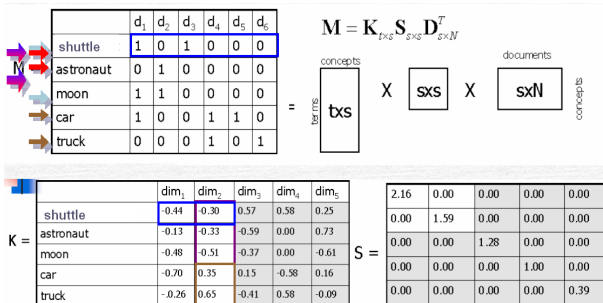 d1 d2 d3 d4 d5 d6
M = K t×s S s×s D T s×N
shuttle 1 0 1 0 0 0
M
astronaut 0 1 0 0 0 0
moon 1 1 0 0 0 0
car 1 0 0 1 1 0
truck 0 0 0 1 0 1
=
concepts
terms
txs
X
sxs
X
documents
sxN
concepts
dim1 dim2 dim3 dim4 dim5
K =
shuttle -0.44 -0.30 0.57 0.58 0.25
astronaut -0.13 -0.33 -0.59 0.00 0.73
moon -0.48 -0.51 -0.37 0.00 -0.61
car -0.70 0.35 0.15 -0.58 0.16
truck -.0.26 0.65 -0.41 0.58 -0.09
S =
2.16 0.00 0.00 0.00 0.00
0.00 1.59 0.00 0.00 0.00
0.00 0.00 1.28 0.00 0.00
0.00 0.00 0.00 1.00 0.00
0.00 0.00 0.00 0.00 0.39